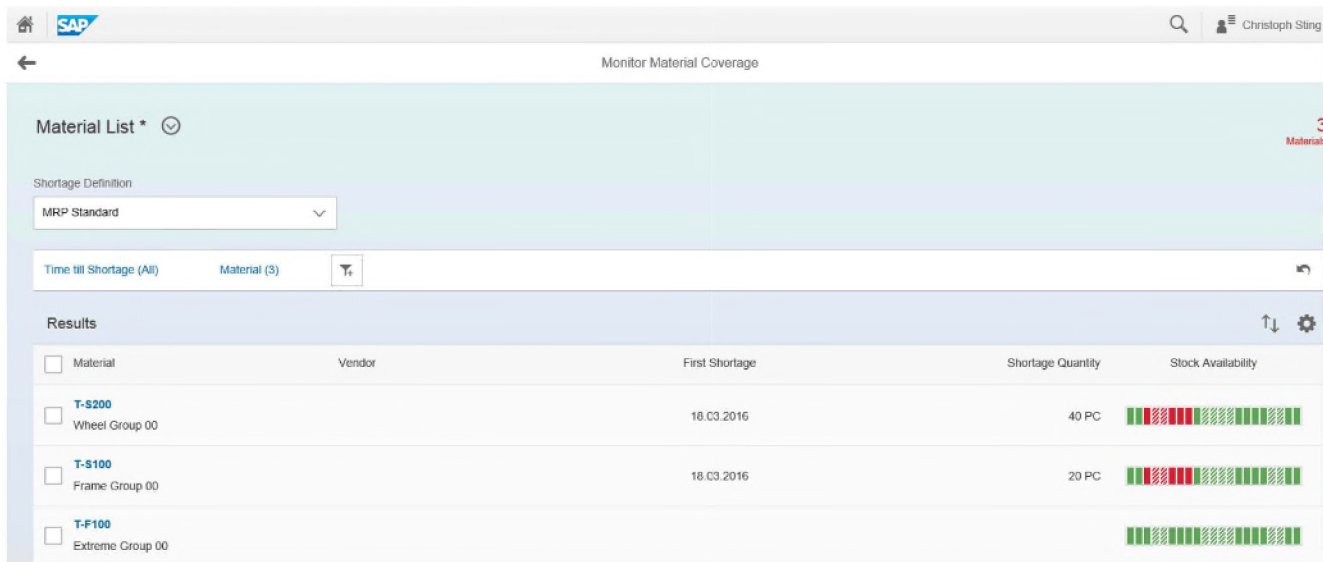 SAP
Christoph Sting
Monitor Material Coverage
Material List *
3
Materials
Shortage Definition
MRP Standard
Time till Shortage (All) Material (3)
Results
Material Vendor First Shortage Shortage Quantity Stock Availability
T-S200
Wheel Group 00
18.03.2016 40 PC
T-S100
Frame Group 00
18.03.2016 20 PC
T-F100
Extreme Group 00